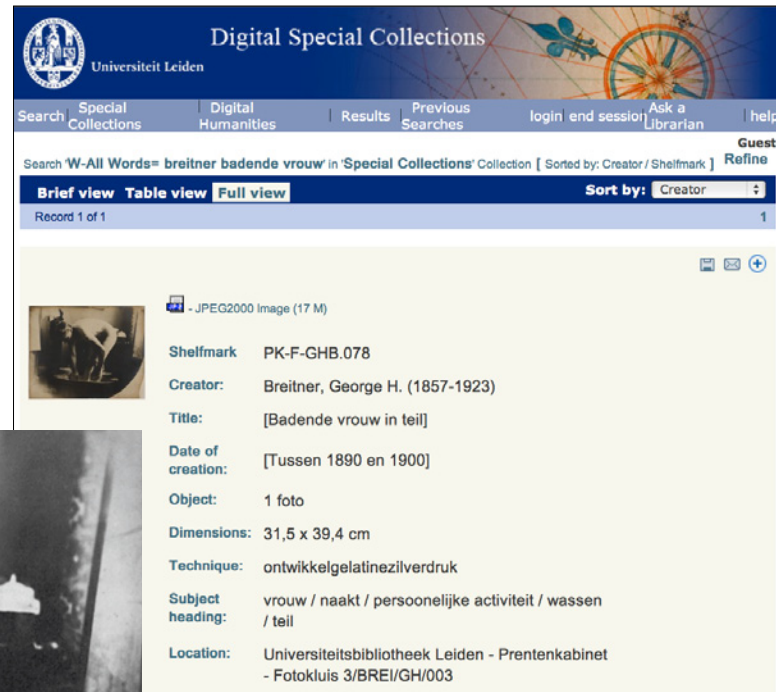 Digital Special Collections
Universiteit Leiden
Search Special Collections Digital Humanities Results Previous Searches login end session Ask a Librarian help
Guest
Search 'W-All Words= breitner badende vrouw' in 'Special Collections' Collection [ Sorted by: Creator / Shelfmark ] Refine
Brief view Table view Full view Sort by: Creator
Record 1 of 1 1
- JPEG2000 Image (17 M)
Shelfmark PK-F-GHB.078
Creator: Breitner, George H. (1857-1923)
Title: [Badende vrouw in teil]
Date of creation: [Tussen 1890 en 1900]
Object: 1 foto
Dimensions: 31,5 x 39,4 cm
Technique: ontwikkelgelatinezilverdruk
Subject heading: vrouw / naakt / persoonelijke activiteit / wassen
/ teil
Location: Universiteitsbibliotheek Leiden - Prentenkabinet
- Fotokluis 3/BREI/GH/003